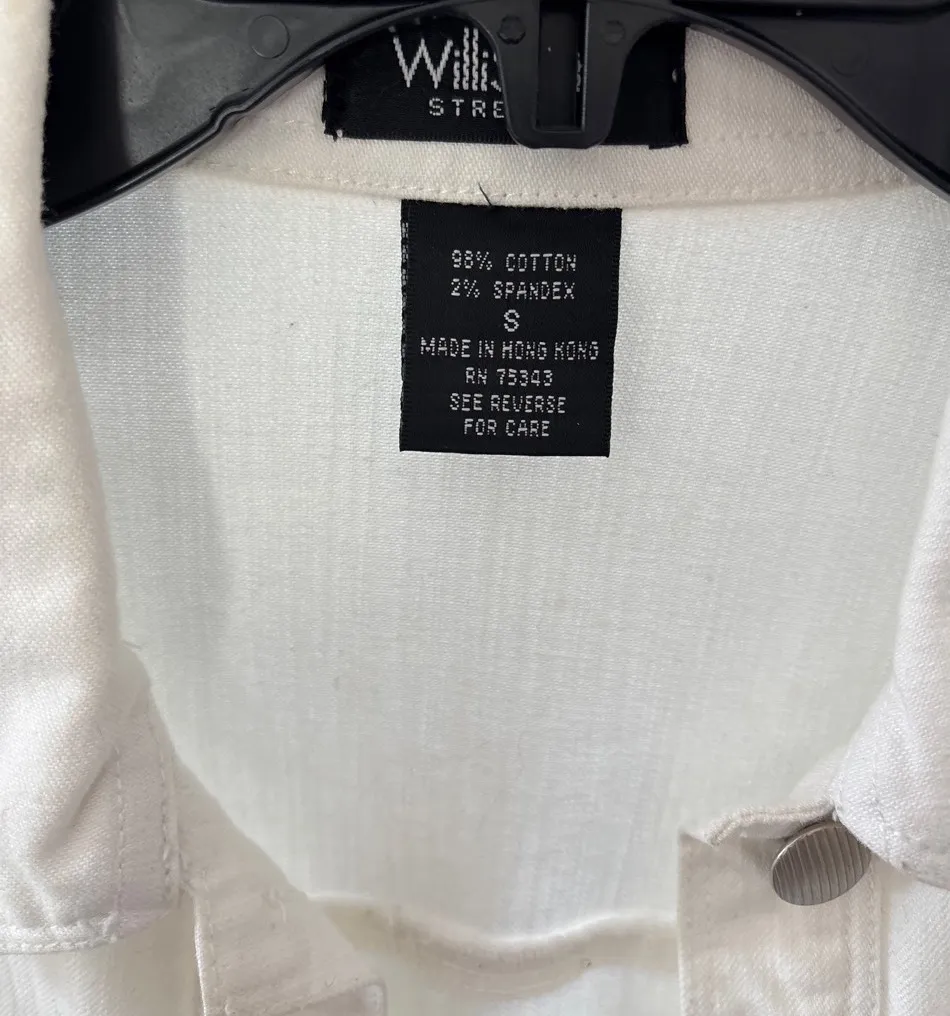 98% COTTON
2% SPANDEX
S
MADE IN HONG KONG
RN 75343
SEE REVERSE
FOR CARE